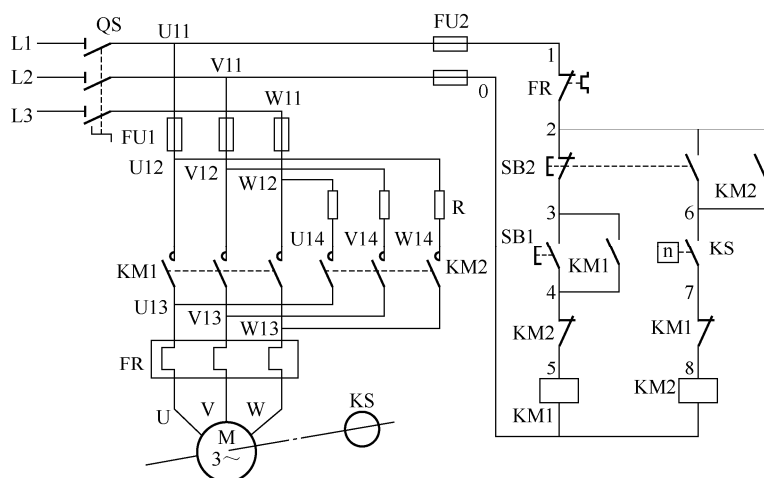 QS
U11
FU2
L1
1
L2
V11
0
FR
L3
W11
FU1
2
U12
V12
W12
SB2
KM2
R
3
6
U14
V14
W14
SB1
KM1
n
KS
KM1
KM2
4
7
U13
V13
W13
KM2
KM1
FR
5
8
KM1
KM2
U
V
W
KS
M
3～